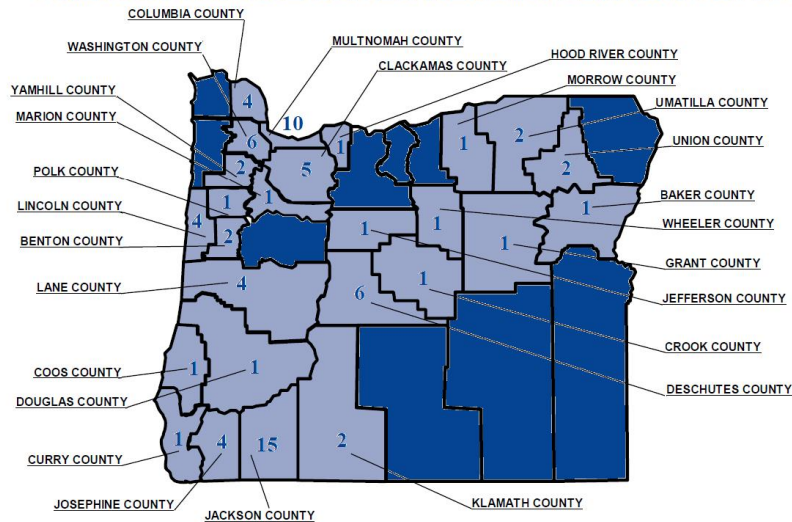 COLUMBIA COUNTY
WASHINGTON COUNTY
MULTNOMAH COUNTY
CLACKAMAS COUNTY
HOOD RIVER COUNTY
MORROW COUNTY
YAMHILL COUNTY
MARION COUNTY
UMATILLA COUNTY
UNION COUNTY
POLK COUNTY
LINCOLN COUNTY
BENTON COUNTY
BAKER COUNTY
WHEELER COUNTY
GRANT COUNTY
LANE COUNTY
JEFFERSON COUNTY
CROOK COUNTY
DESCHUTES COUNTY
COOS COUNTY
DOUGLAS COUNTY
CURRY COUNTY
JOSEPHINE COUNTY
JACKSON COUNTY
KLAMATH COUNTY
4
10
6
1
1
2
2
5
2
1
1
4
2
1
1
1
1
4
6
1
1
1
1
4
15
2